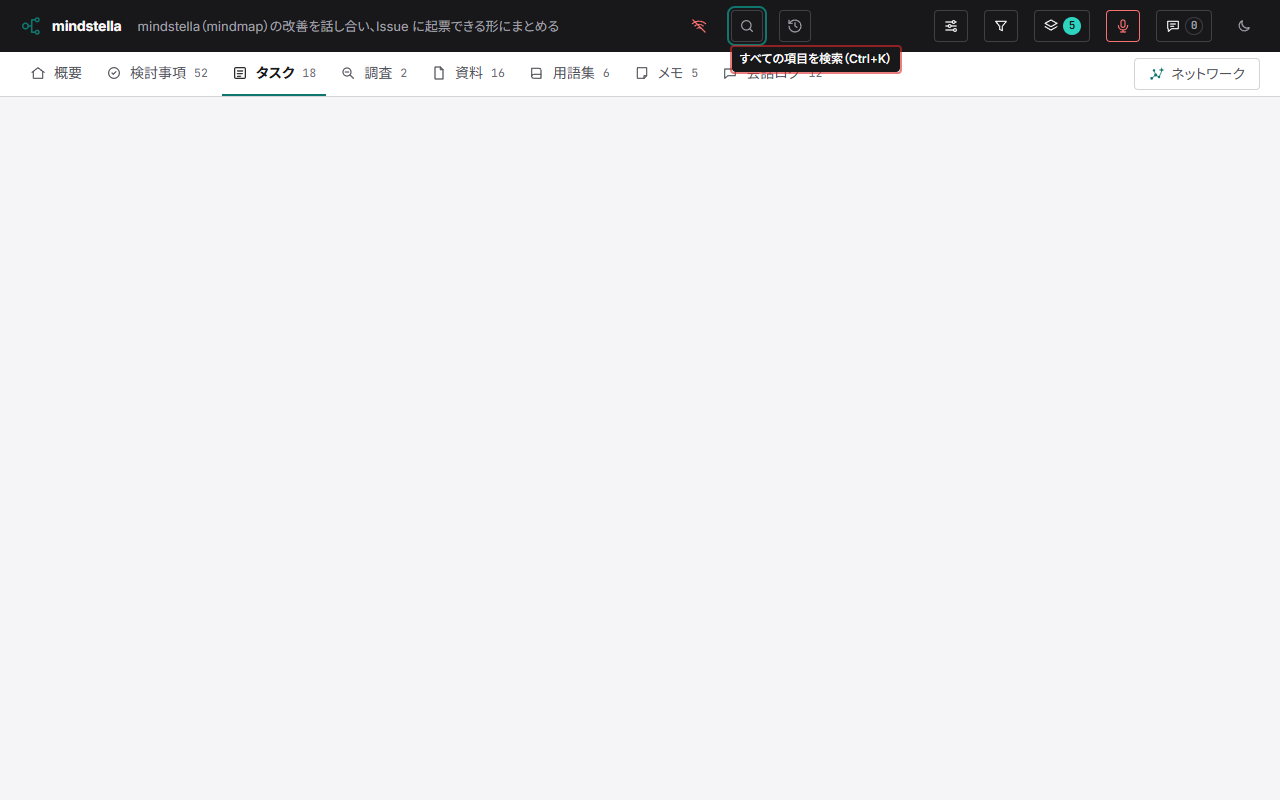 mindstella mindstella（mindmap）の改善を話し合い、Issue に起票できる形にまとめる 5 0
すべての項目を検索（Ctrl+K）
概要 検討事項 52 タスク 18 調査 2 資料 16 用語集 6 メモ 5 ネットワーク